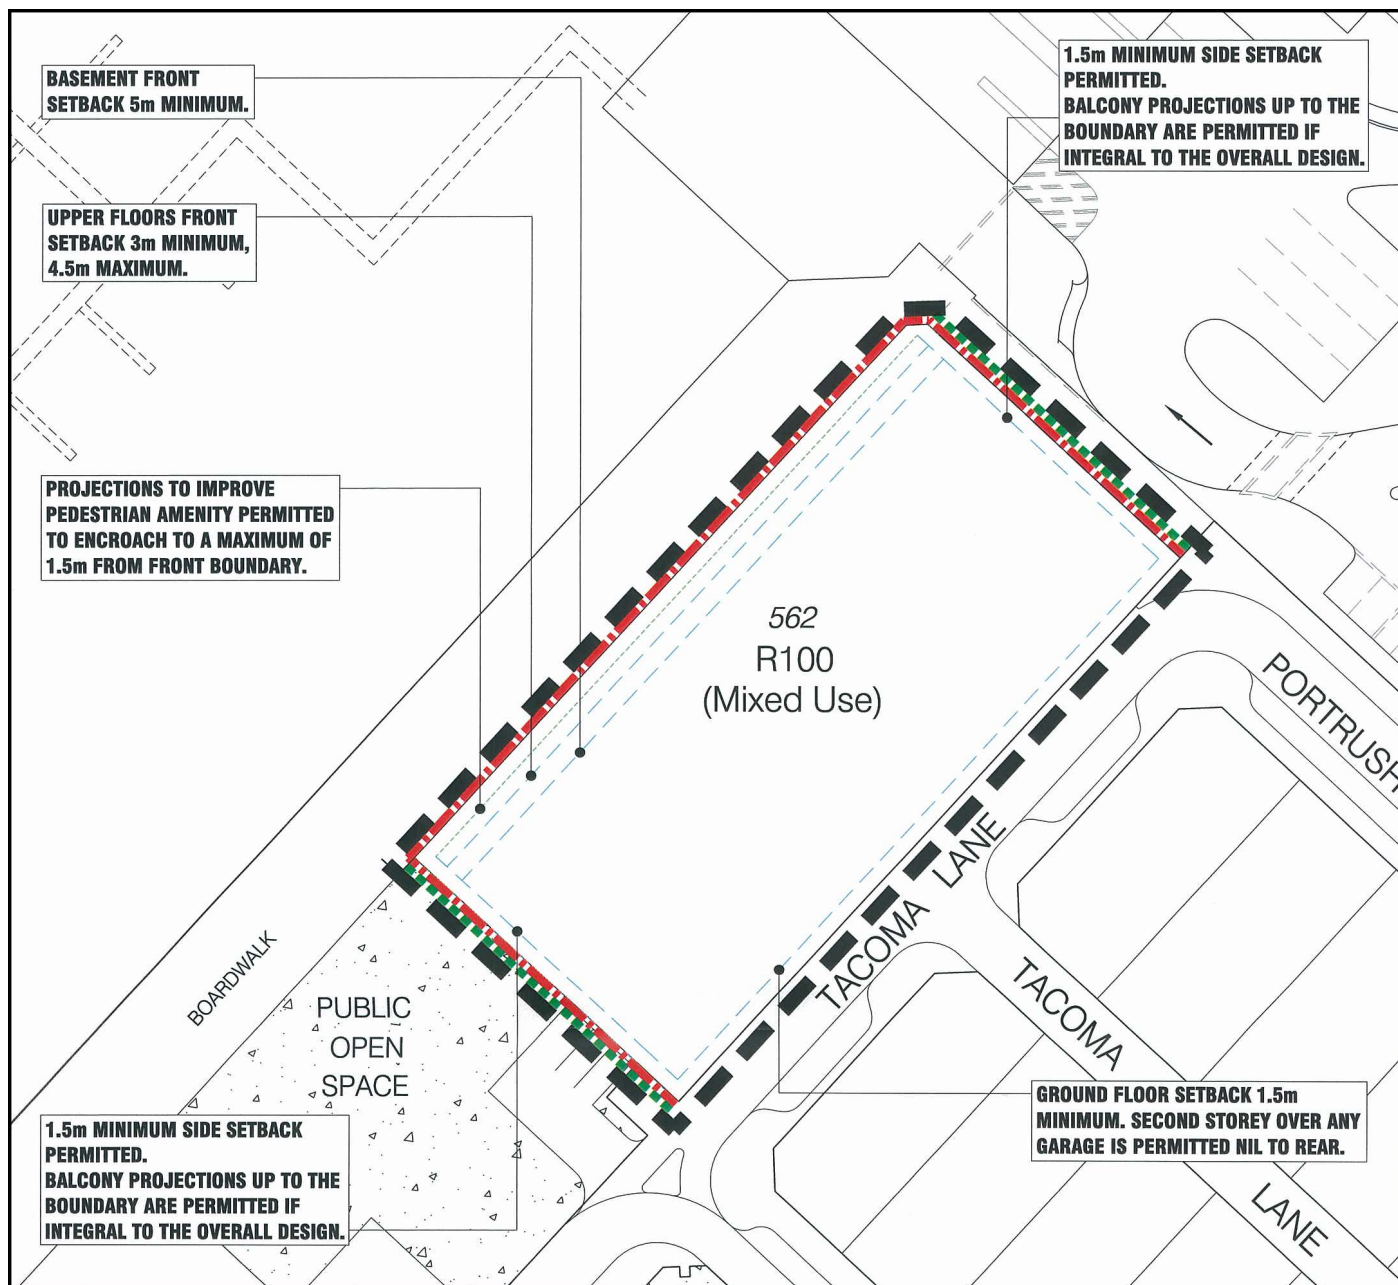 BASEMENT FRONT
SETBACK 5m MINIMUM.
1.5m MINIMUM SIDE SETBACK
PERMITTED.
BALCONY PROJECTIONS UP TO THE
BOUNDARY ARE PERMITTED IF
INTEGRAL TO THE OVERALL DESIGN.
UPPER FLOORS FRONT
SETBACK 3m MINIMUM,
4.5m MAXIMUM.
PROJECTIONS TO IMPROVE
PEDESTRIAN AMENITY PERMITTED
TO ENCROACH TO A MAXIMUM OF
1.5m FROM FRONT BOUNDARY.
562
R100
(Mixed Use)
PORTRUSH
TACOMA LANE
BOARDWALK
PUBLIC
OPEN
SPACE
TACOMA
LANE
GROUND FLOOR SETBACK 1.5m
MINIMUM. SECOND STOREY OVER ANY
GARAGE IS PERMITTED NIL TO REAR.
1.5m MINIMUM SIDE SETBACK
PERMITTED.
BALCONY PROJECTIONS UP TO THE
BOUNDARY ARE PERMITTED IF
INTEGRAL TO THE OVERALL DESIGN.